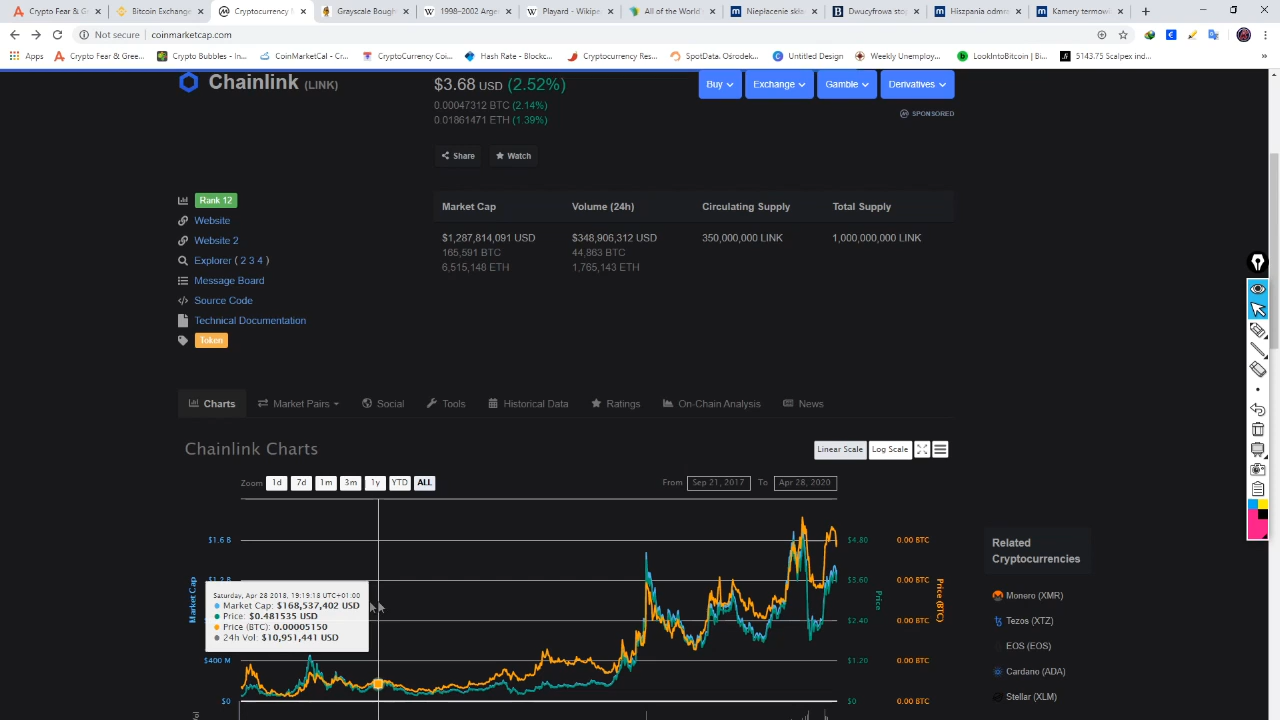 Crypto Fear & Gree
Bitcoin Exchange
Cryptocurrency M
Grayscale Bough
1998–2002 Argen
Playard - Wikipe
All of the World'
Niepłacenie skła
Dwucyfrowa stop
Hiszpania odmra
Kamery termow
Not secure | coinmarketcap.com
Apps
Crypto Fear & Gree...
Crypto Bubbles - In...
CoinMarketCal - Cr...
CryptoCurrency Coi...
Hash Rate - Blockc...
Cryptocurrency Res...
SpotData. Ośrodek...
Untitled Design
Weekly Unemploy...
LookIntoBitcoin | Bi...
5143.75 Scalpex ind...
»
Chainlink (LINK)
$3.68 USD (2.52%)
0.00047312 BTC (2.14%)
0.01861471 ETH (1.39%)
Buy
Exchange
Gamble
Derivatives
SPONSORED
Share
Watch
Rank 12
Website
Website 2
Explorer ( 2 3 4 )
Message Board
Source Code
Technical Documentation
Token
Market Cap
Volume (24h)
Circulating Supply
Total Supply
$1,287,814,091 USD
$348,906,312 USD
350,000,000 LINK
1,000,000,000 LINK
165,591 BTC
44,863 BTC
6,515,148 ETH
1,765,143 ETH
Charts
Market Pairs
Social
Tools
Historical Data
Ratings
On-Chain Analysis
News
Chainlink Charts
Linear Scale
Log Scale
Zoom 1d 7d 1m 3m 1y YTD ALL
From Sep 21, 2017 To Apr 28, 2020
$1.6 B
$4.80
0.00 BTC
$3.60
0.00 BTC
$2.40
0.00 BTC
$400 M
$1.20
0.00 BTC
$0
$0
0.00 BTC
Market Cap
Price
Price (BTC)
Saturday, Apr 28 2018, 19:19:18 UTC+01:00
Market Cap: $168,537,402 USD
Price: $0.481535 USD
Price (BTC): 0.00005150
24h Vol: $10,951,441 USD
Vol
Related
Cryptocurrencies
Monero (XMR)
Tezos (XTZ)
EOS (EOS)
Cardano (ADA)
Stellar (XLM)